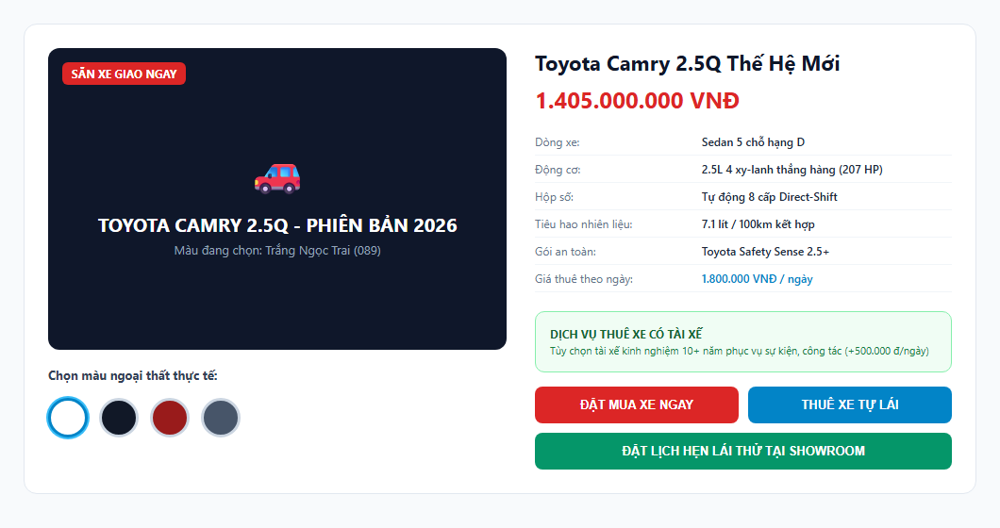 SẴN XE GIAO NGAY
TOYOTA CAMRY 2.5Q - PHIÊN BẢN 2026
Màu đang chọn: Trắng Ngọc Trai (089)
Chọn màu ngoại thất thực tế:
Toyota Camry 2.5Q Thế Hệ Mới
1.405.000.000 VNĐ
Dòng xe: Sedan 5 chỗ hạng D
Động cơ: 2.5L 4 xy-lanh thẳng hàng (207 HP)
Hộp số: Tự động 8 cấp Direct-Shift
Tiêu hao nhiên liệu: 7.1 lít / 100km kết hợp
Gói an toàn: Toyota Safety Sense 2.5+
Giá thuê theo ngày: 1.800.000 VNĐ / ngày
DỊCH VỤ THUÊ XE CÓ TÀI XẾ
Tùy chọn tài xế kinh nghiệm 10+ năm phục vụ sự kiện, công tác (+500.000 đ/ngày)
ĐẶT MUA XE NGAY
THUÊ XE TỰ LÁI
ĐẶT LỊCH HẸN LÁI THỬ TẠI SHOWROOM